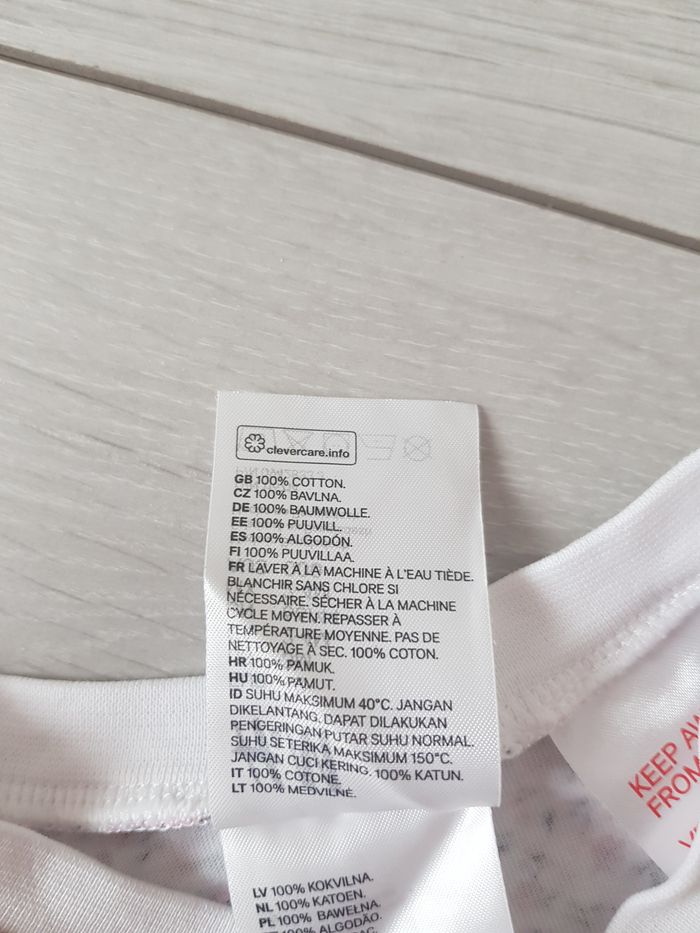 clevercare.info
GB 100% COTTON.
CZ 100% BAVLNA.
DE 100% BAUMWOLLE.
EE 100% PUUVILL.
ES 100% ALGODÓN.
FI 100% PUUVILLAA.
FR LAVER À LA MACHINE À L'EAU TIÈDE.
BLANCHIR SANS CHLORE SI
NÉCESSAIRE. SÉCHER À LA MACHINE
CYCLE MOYEN. REPASSER À
TEMPÉRATURE MOYENNE. PAS DE
NETTOYAGE À SEC. 100% COTON.
HR 100% PAMUK.
HU 100% PAMUT.
ID SUHU MAKSIMUM 40°C. JANGAN
DIKELANTANG. DAPAT DILAKUKAN
PENGERINGAN PUTAR SUHU NORMAL.
SUHU SETERIKA MAKSIMUM 150°C.
JANGAN CUCI KERING. 100% KATUN.
IT 100% COTONE.
LT 100% MEDVILNĖ.
LV 100% KOKVILNA.
NL 100% KATOEN.
PL 100% BAWEŁNA.
100% ALGODÃO.
KEEP
FROM